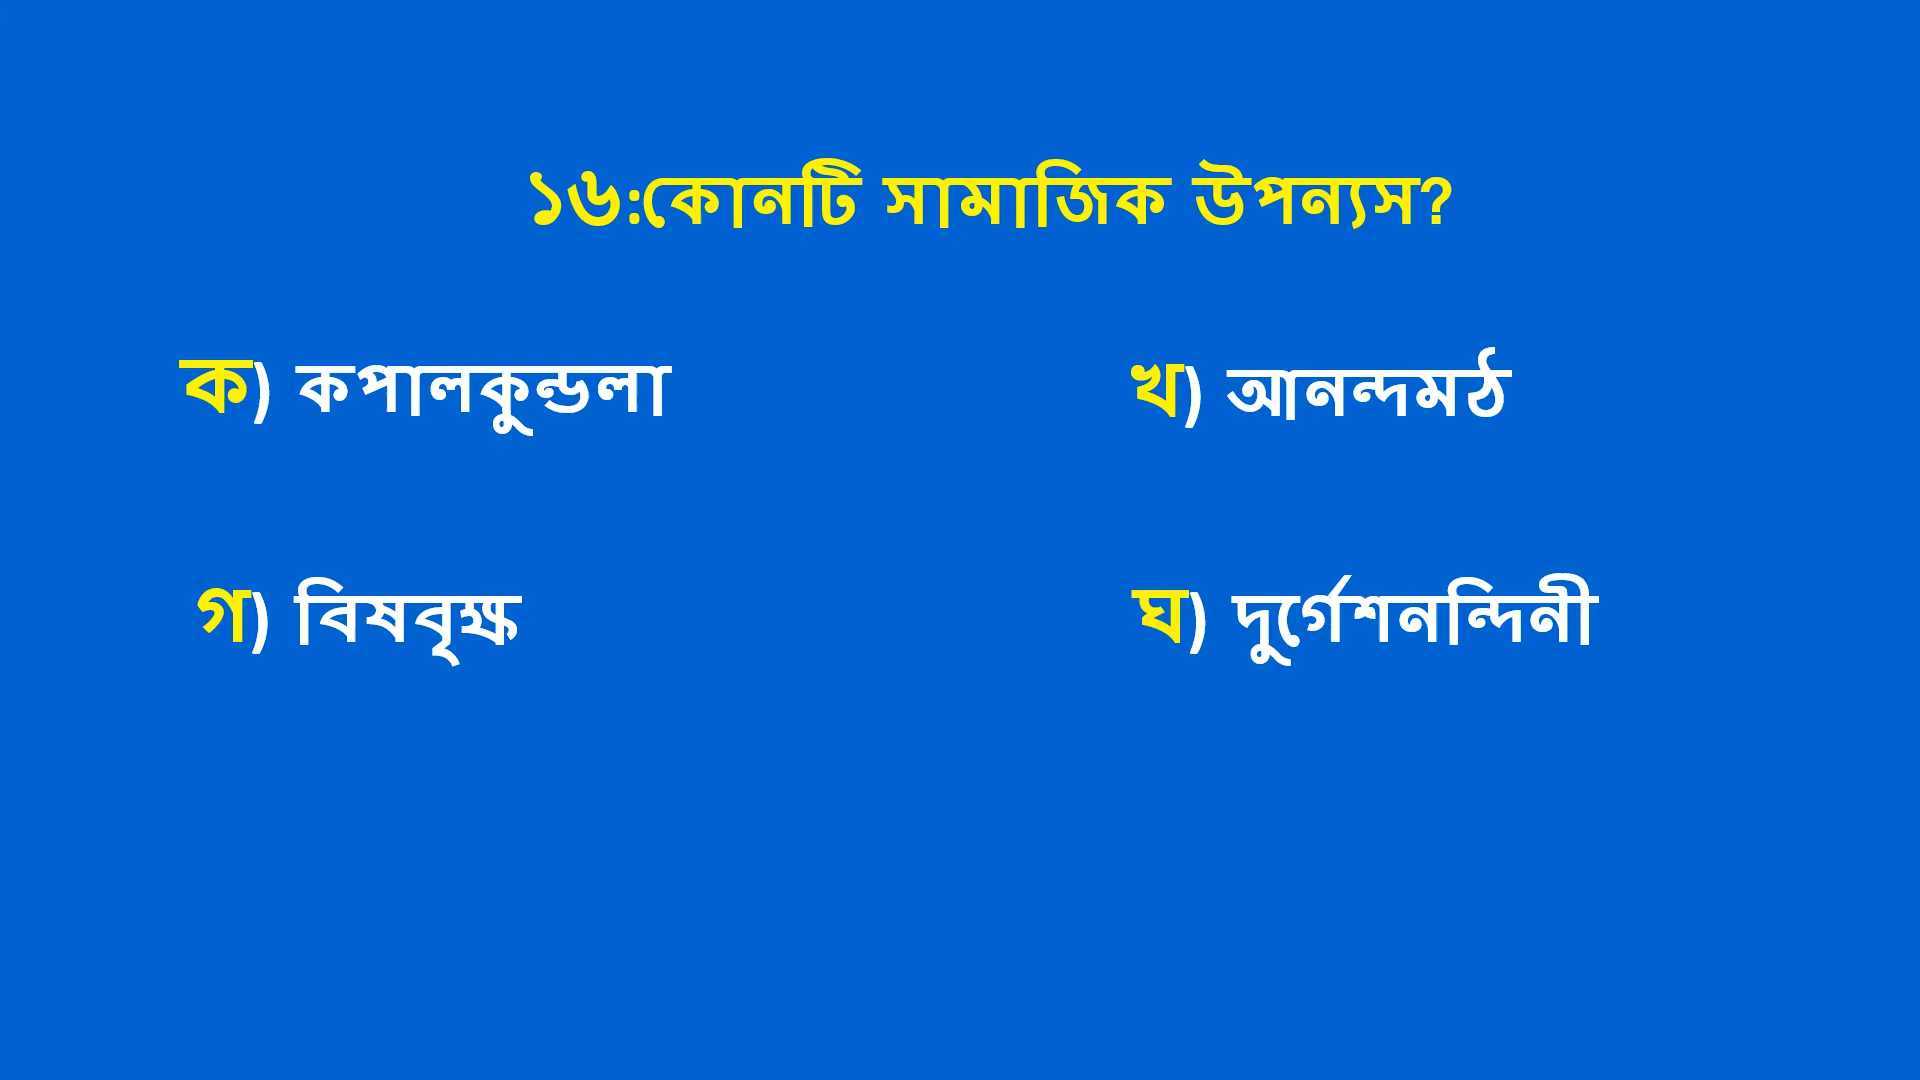 ১৬:কোনটি সামাজিক উপন্যস?
ক) কপালকুন্ডলা
খ) আনন্দমঠ
গ) বিষবৃক্ষ
ঘ) দুর্গেশনন্দিনী